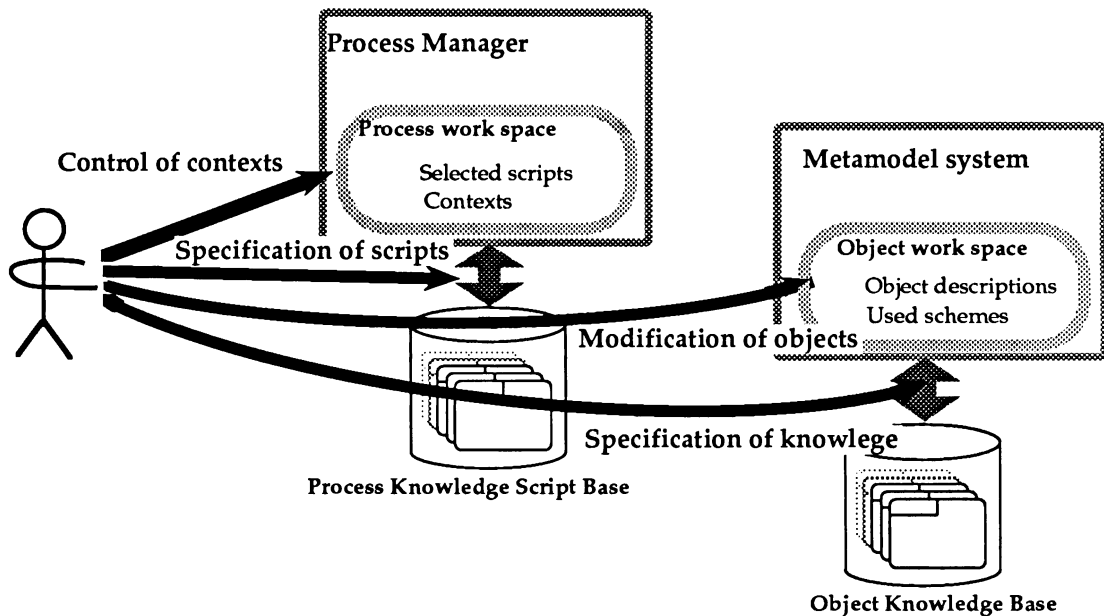 Process Manager
Process work space
Selected scripts
Contexts
Control of contexts
Specification of scripts
Metamodel system
Object work space
Object descriptions
Used schemes
Modification of objects
Specification of knowlege
Process Knowledge Script Base
Object Knowledge Base